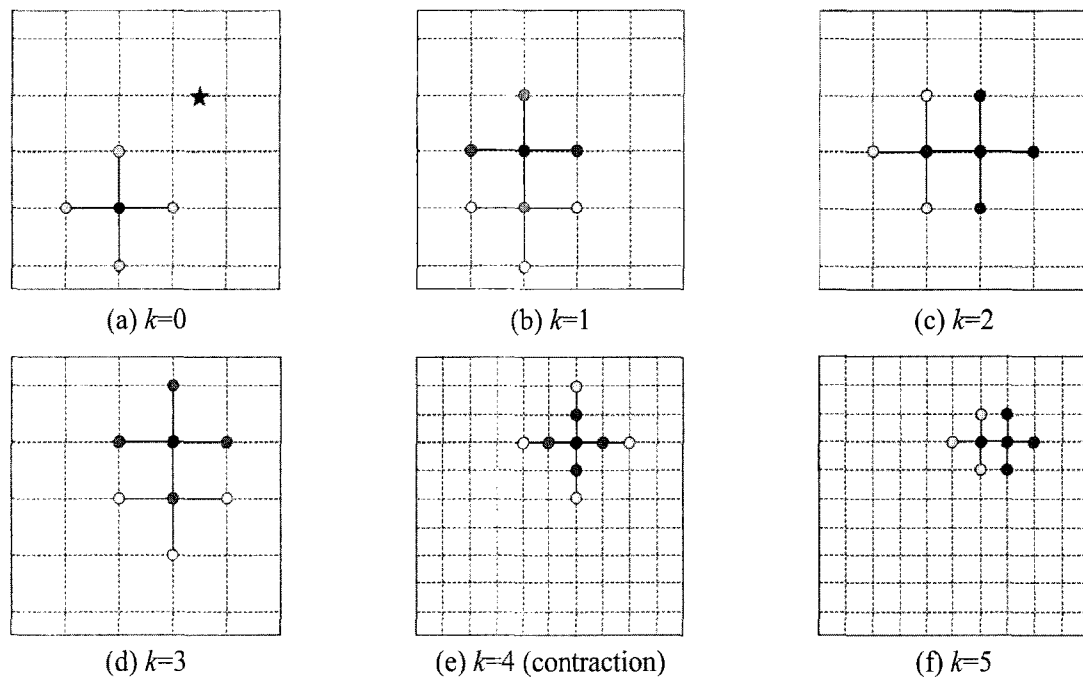 (a) k=0
(b) k=1
(c) k=2
(d) k=3
(e) k=4 (contraction)
(f) k=5